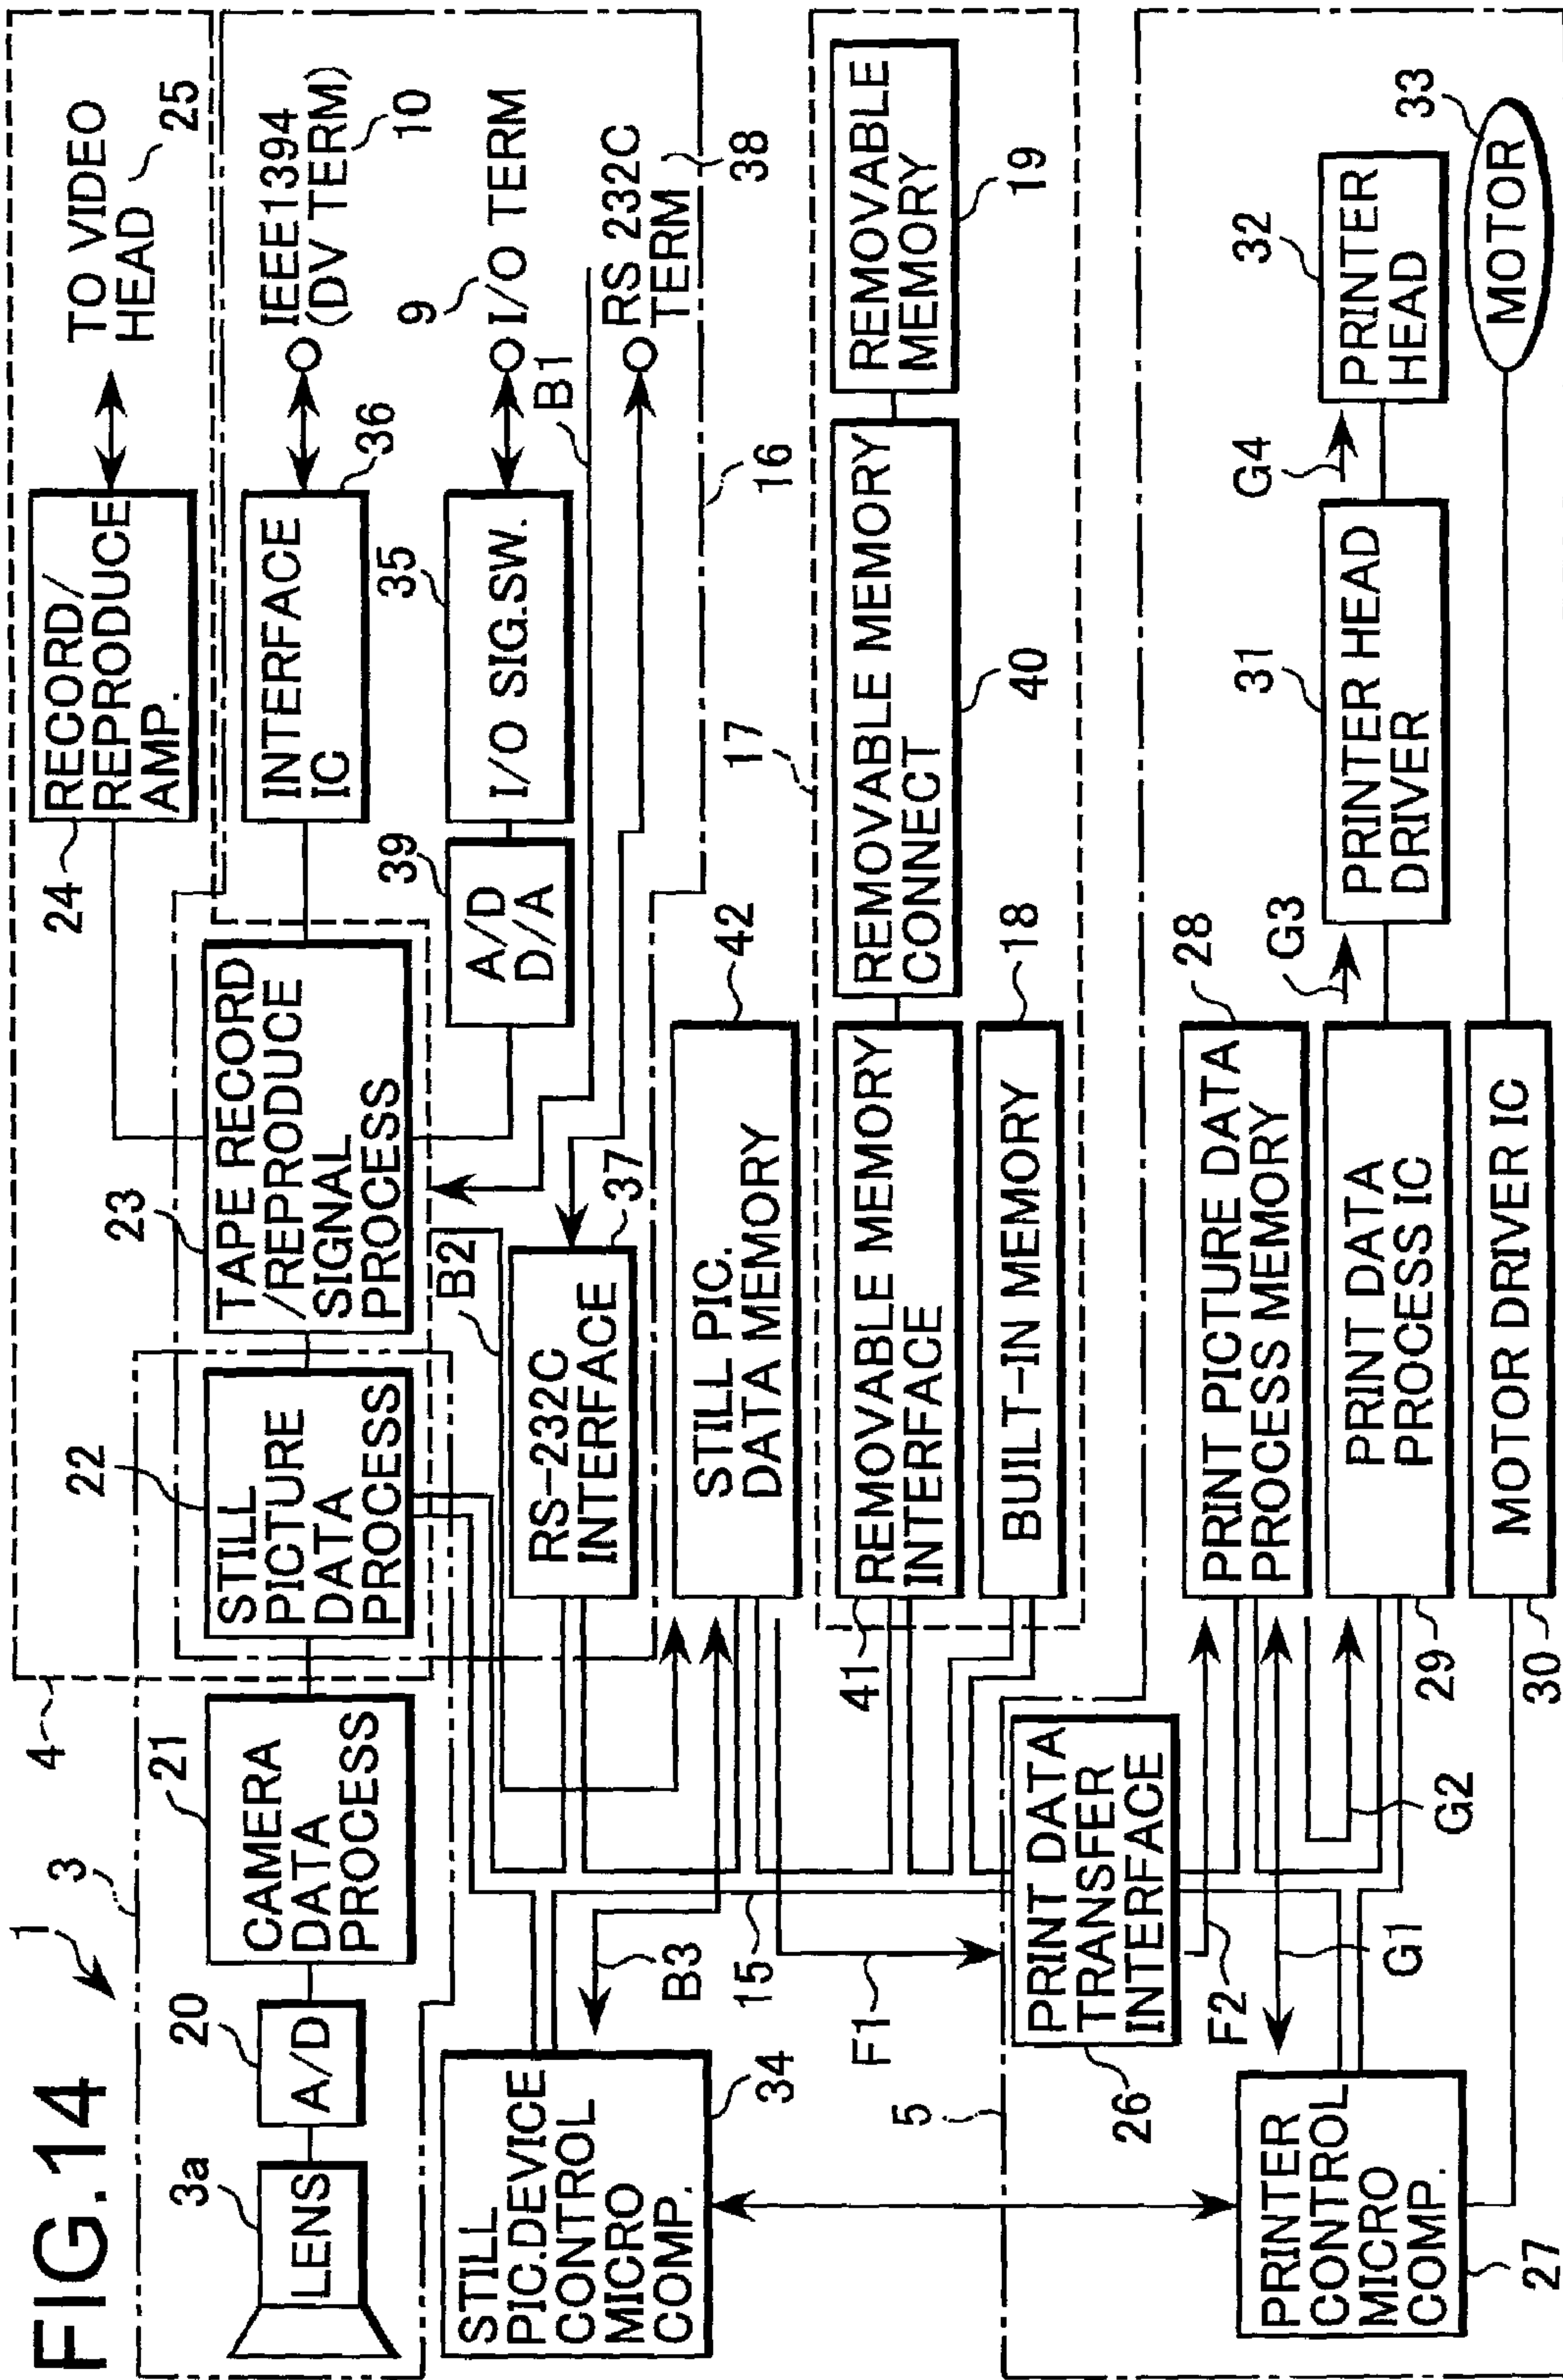 FIG.14
1
3
4
3a
LENS
20
A/D
21
CAMERA
DATA
PROCESS
22
STILL
PICTURE
DATA
PROCESS
23
TAPE RECORD
/REPRODUCE
SIGNAL
PROCESS
24
RECORD/
REPRODUCE
AMP.
TO VIDEO
HEAD
25
INTERFACE
IC
36
IEEE1394
(DV TERM)
10
39
A/D
D/A
35
I/O SIG.SW.
9
I/O TERM
B1
RS 232C
TERM
38
16
B2
RS-232C
INTERFACE
37
STILL
PIC.DEVICE
CONTROL
MICRO
COMP.
34
B3
15
STILL PIC.
DATA MEMORY
42
17
41
REMOVABLE MEMORY
INTERFACE
REMOVABLE MEMORY
CONNECT
40
REMOVABLE
MEMORY
19
BUILT-IN MEMORY
18
F1
5
PRINT DATA
TRANSFER
INTERFACE
26
F2
G1
G2
PRINT PICTURE DATA
PROCESS MEMORY
28
PRINT DATA
PROCESS IC
29
G3
31
PRINTER HEAD
DRIVER
G4
32
PRINTER
HEAD
33
MOTOR
MOTOR DRIVER IC
30
PRINTER
CONTROL
MICRO
COMP.
27